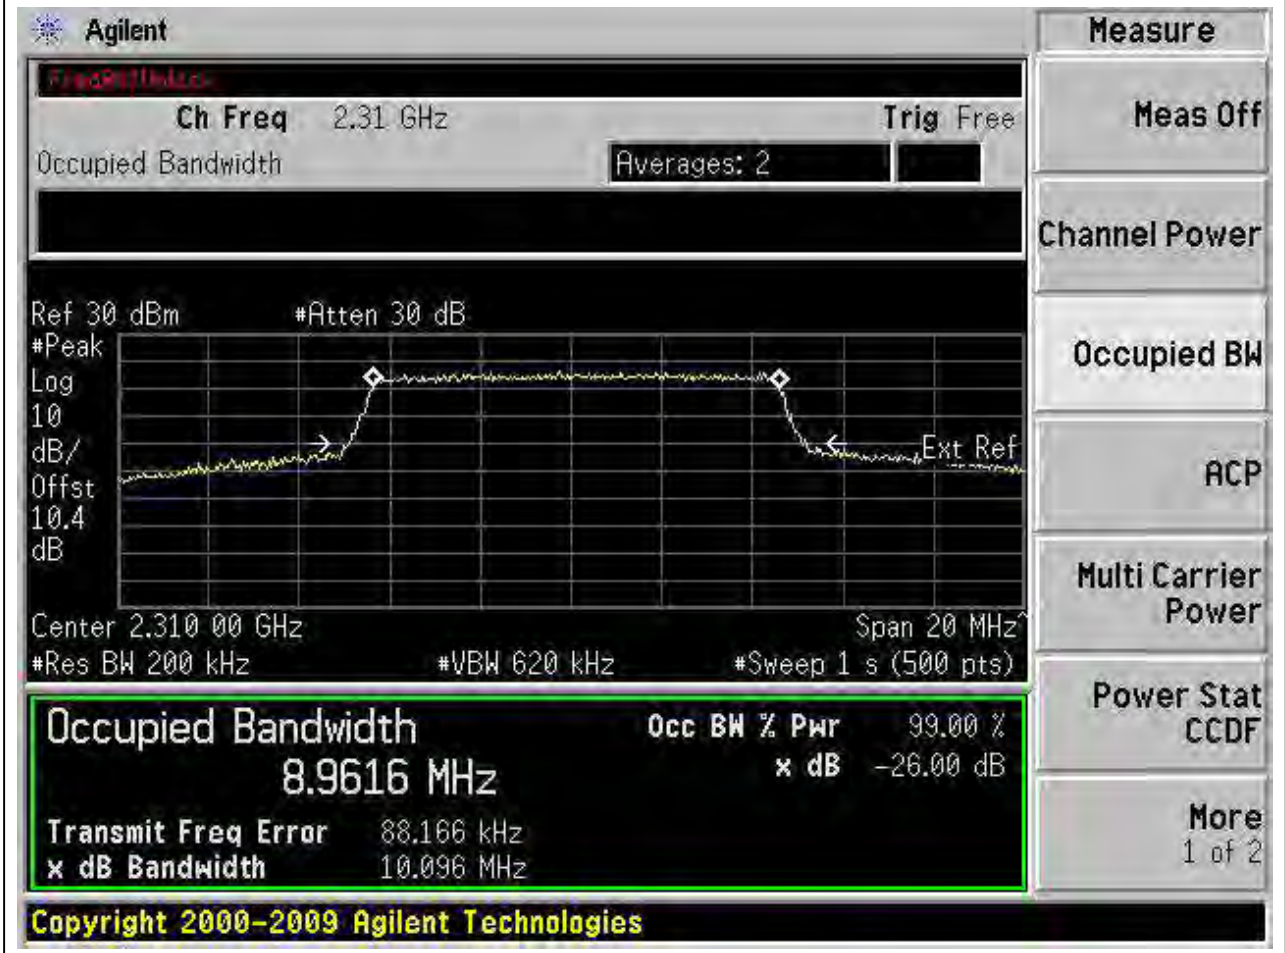 Agilent
Measure
Ch Freq 2.31 GHz Trig Free
Meas Off
Occupied Bandwidth Averages: 2
Channel Power
Ref 30 dBm #Atten 30 dB
#Peak
Log
10
dB/
Offst
10.4
dB
Ext Ref
Occupied BW
ACP
Center 2.310 00 GHz Span 20 MHz^
#Res BW 200 kHz #VBW 620 kHz #Sweep 1 s (500 pts)
Multi Carrier
Power
Occupied Bandwidth Occ BW % Pwr 99.00 %
8.9616 MHz x dB -26.00 dB
Transmit Freq Error 88.166 kHz
x dB Bandwidth 10.096 MHz
Power Stat
CCDF
More
1 of 2
Copyright 2000-2009 Agilent Technologies